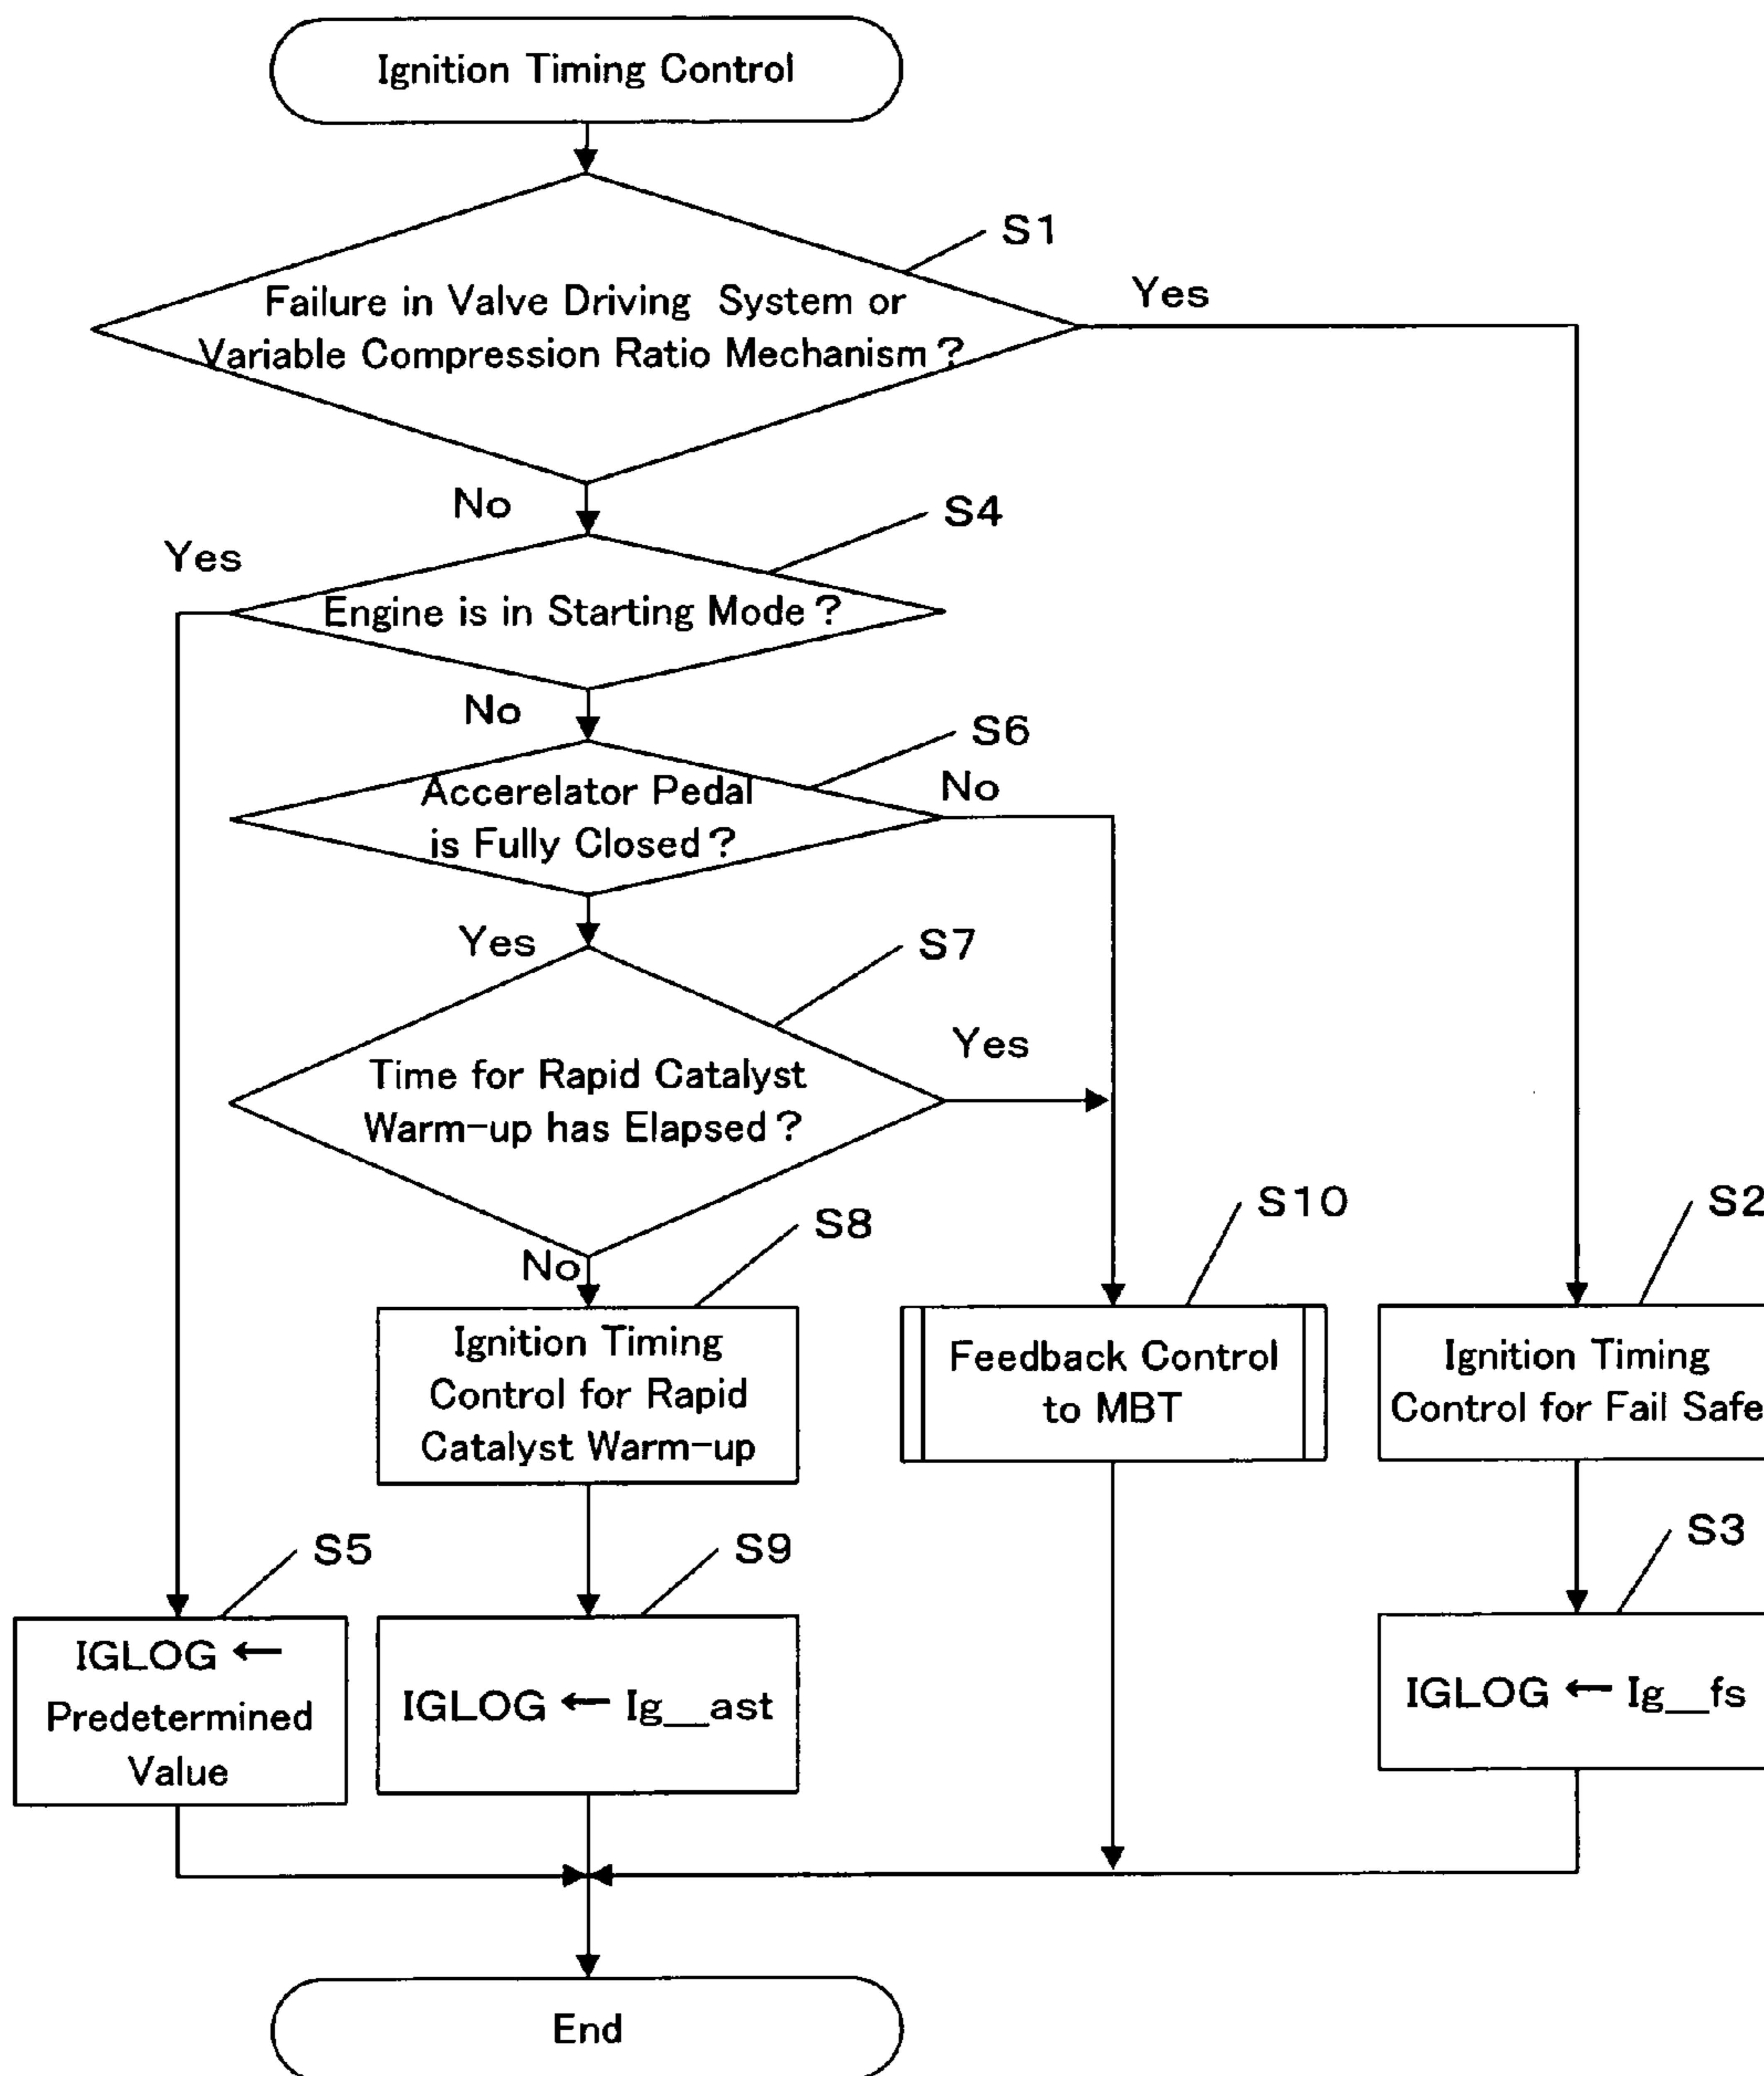 Ignition Timing Control
S1
Failure in Valve Driving System or
Variable Compression Ratio Mechanism?
Yes
No
S4
Yes
Engine is in Starting Mode?
No
S6
Accerelator Pedal
is Fully Closed?
No
Yes
S7
Time for Rapid Catalyst
Warm-up has Elapsed?
Yes
No
S8
Ignition Timing
Control for Rapid
Catalyst Warm-up
S10
Feedback Control
to MBT
S2
Ignition Timing
Control for Fail Safe
S5
IGLOG ←
Predetermined
Value
S9
IGLOG ← Ig__ast
S3
IGLOG ← Ig__fs
End